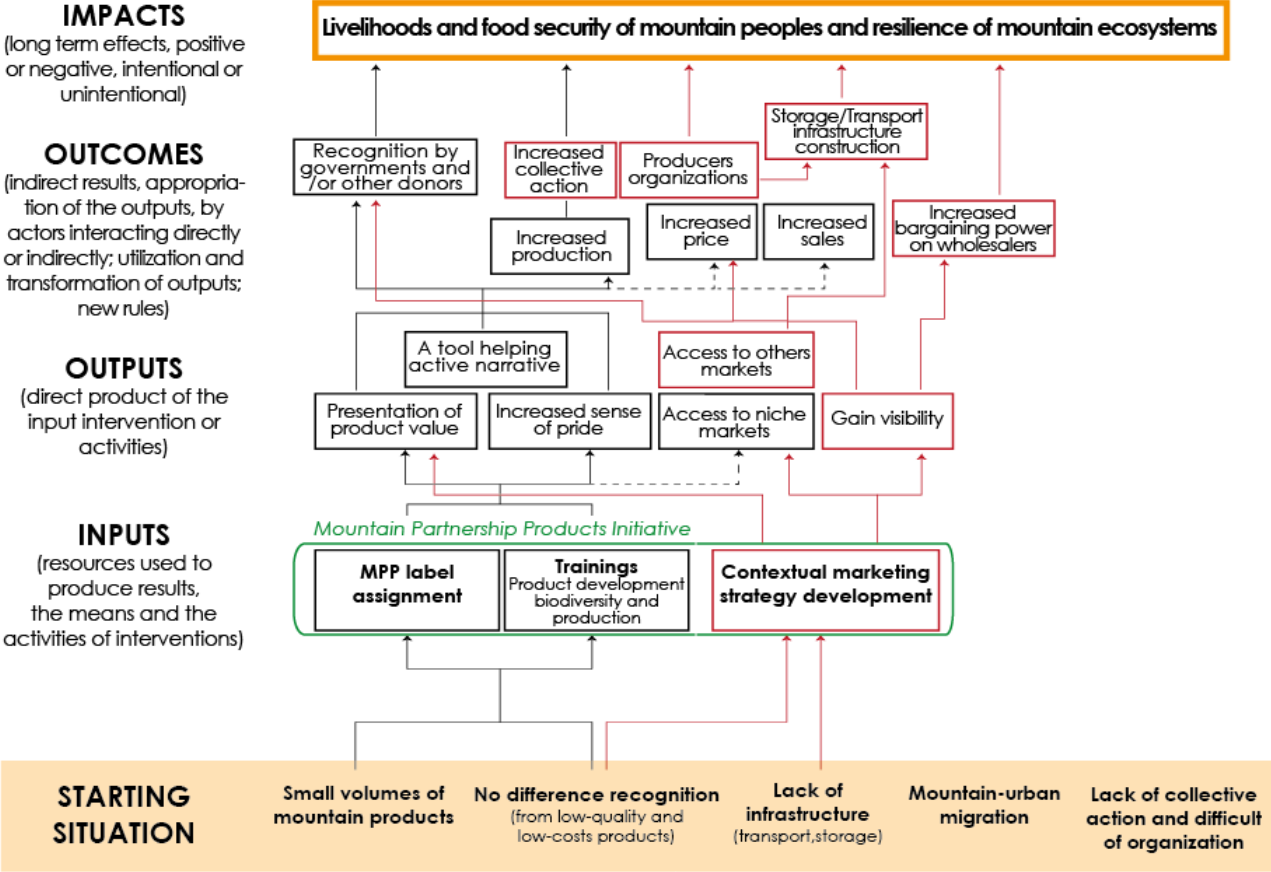 IMPACTS
(long term effects, positive
or negative, intentional or
unintentional)
Livelihoods and food security of mountain peoples and resilience of mountain ecosystems
OUTCOMES
(indirect results, appropria-
tion of the outputs, by
actors interacting directly
or indirectly; utilization and
transformation of outputs;
new rules)
Recognition by
governments and
/or other donors
Increased
collective
action
Producers
organizations
Storage/Transport
infrastructure
construction
Increased
production
Increased
price
Increased
sales
Increased
bargaining power
on wholesalers
OUTPUTS
(direct product of the
input intervention or
activities)
A tool helping
active narrative
Access to others
markets
Presentation of
product value
Increased sense
of pride
Access to niche
markets
Gain visibility
INPUTS
(resources used to
produce results,
the means and the
activities of interventions)
Mountain Partnership Products Initiative
MPP label
assignment
Trainings
Product development
biodiversity and
production
Contextual marketing
strategy development
STARTING
SITUATION
Small volumes of
mountain products
No difference recognition
(from low-quality and
low-costs products)
Lack of
infrastructure
(transport,storage)
Mountain-urban
migration
Lack of collective
action and difficult
of organization